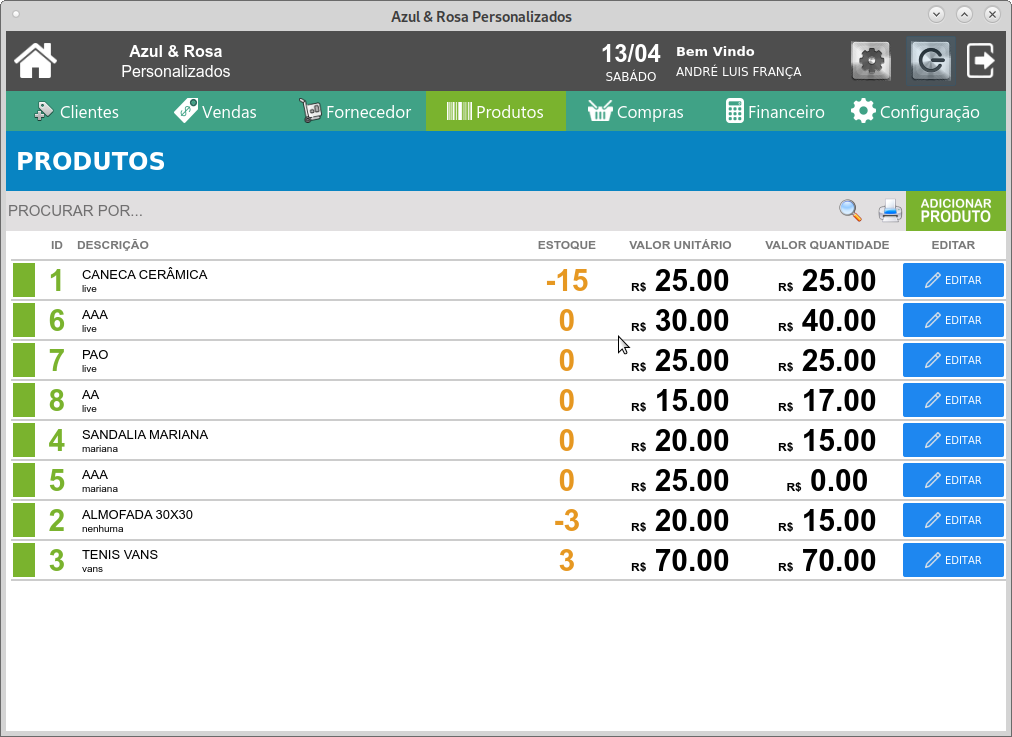 Azul & Rosa Personalizados
Azul & Rosa
Personalizados
13/04
SABÁDO
Bem Vindo
ANDRÉ LUIS FRANÇA
Clientes Vendas Fornecedor Produtos Compras Financeiro Configuração
PRODUTOS
PROCURAR POR...
ADICIONAR
PRODUTO
ID DESCRIÇÃO ESTOQUE VALOR UNITÁRIO VALOR QUANTIDADE EDITAR
1 CANECA CERÂMICA -15 R$ 25.00 R$ 25.00 EDITAR
live
6 AAA 0 R$ 30.00 R$ 40.00 EDITAR
live
7 PAO 0 R$ 25.00 R$ 25.00 EDITAR
live
8 AA 0 R$ 15.00 R$ 17.00 EDITAR
live
4 SANDALIA MARIANA 0 R$ 20.00 R$ 15.00 EDITAR
mariana
5 AAA 0 R$ 25.00 R$ 0.00 EDITAR
mariana
2 ALMOFADA 30X30 -3 R$ 20.00 R$ 15.00 EDITAR
nenhuma
3 TENIS VANS 3 R$ 70.00 R$ 70.00 EDITAR
vans